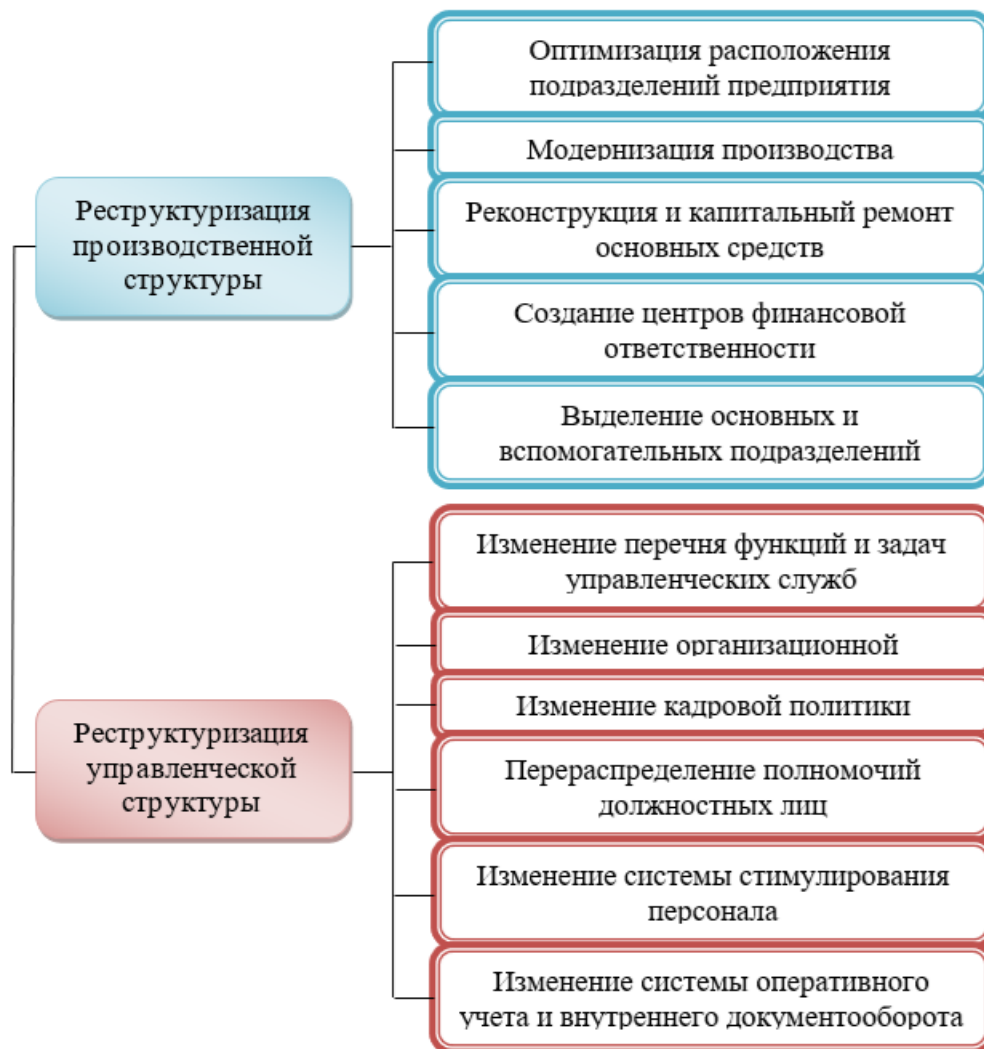 Реструктуризация
производственной
структуры
Оптимизация расположения
подразделений предприятия
Модернизация производства
Реконструкция и капитальный ремонт
основных средств
Создание центров финансовой
ответственности
Выделение основных и
вспомогательных подразделений
Реструктуризация
управленческой
структуры
Изменение перечня функций и задач
управленческих служб
Изменение организационной
Изменение кадровой политики
Перераспределение полномочий
должностных лиц
Изменение системы стимулирования
персонала
Изменение системы оперативного
учета и внутреннего документооборота